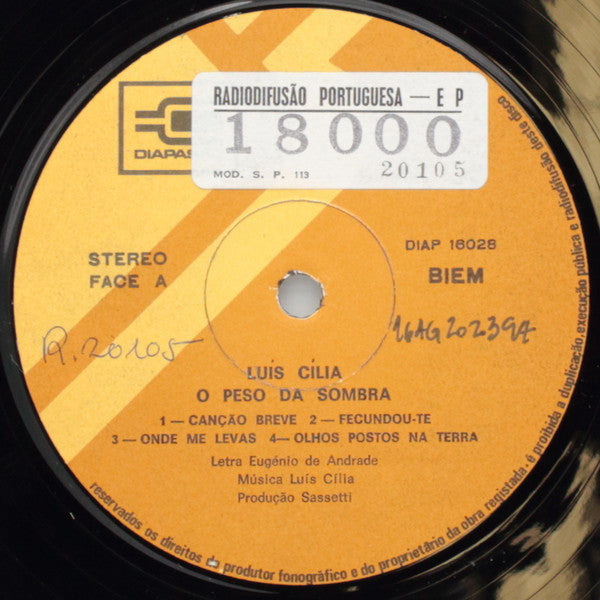 RADIODIFUSÃO PORTUGUESA — E P
18000
20105
MOD. S. P. 113
DIAPAS
STEREO
FACE A
DIAP 16028
BIEM
R. 20105
LUÍS CÍLIA
O PESO DA SOMBRA
1 — CANÇÃO BREVE 2 — FECUNDOU-TE
3 — ONDE ME LEVAS 4 — OLHOS POSTOS NA TERRA
Letra Eugénio de Andrade
Música Luís Cília
Produção Sassetti
reservados os direitos do produtor fonográfico e do proprietário da obra registada. é proibida a duplicação, execução pública e radiodifusão deste disco